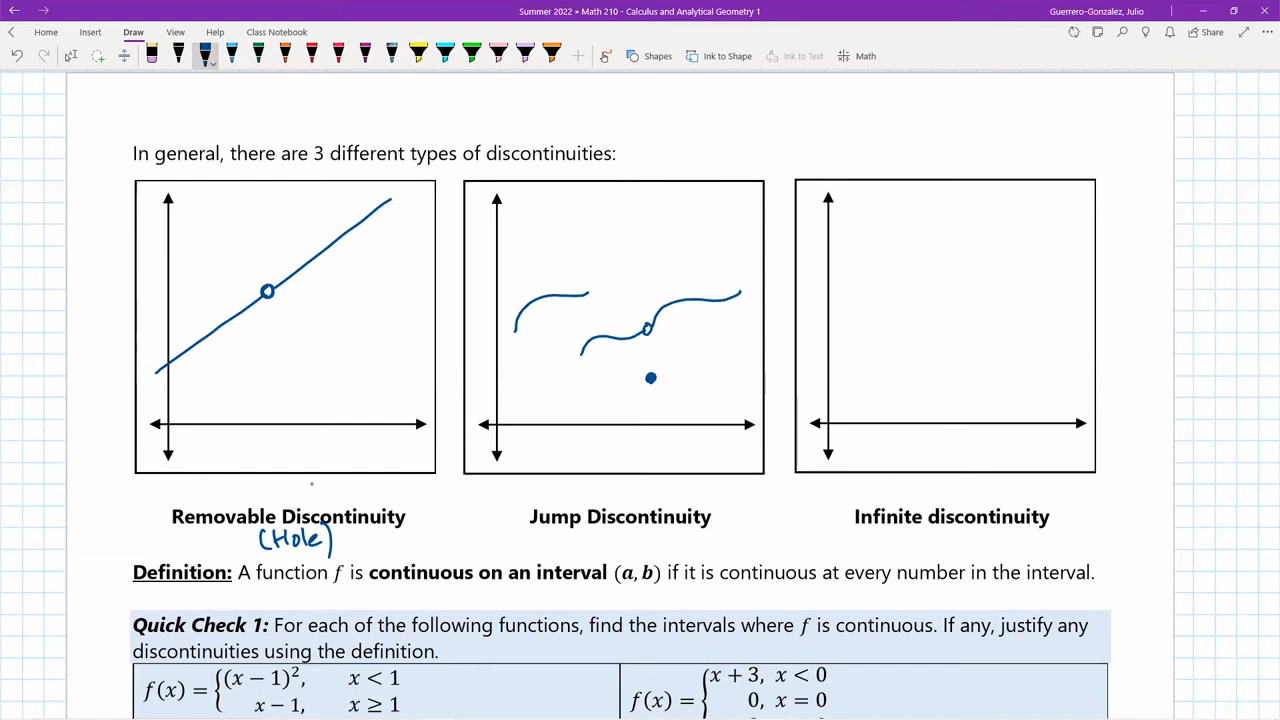 Summer 2022 » Math 210 - Calculus and Analytical Geometry 1
Guerrero-Gonzalez, Julio
Home Insert Draw View Help Class Notebook
Share
Shapes Ink to Shape Ink to Text Math
In general, there are 3 different types of discontinuities:
Removable Discontinuity Jump Discontinuity Infinite discontinuity
(Hole)
Definition: A function f is continuous on an interval (a, b) if it is continuous at every number in the interval.
Quick Check 1: For each of the following functions, find the intervals where f is continuous. If any, justify any
discontinuities using the definition.
f(x) = { (x − 1)², x < 1
x − 1, x ≥ 1
f(x) = { x + 3, x < 0
0, x = 0